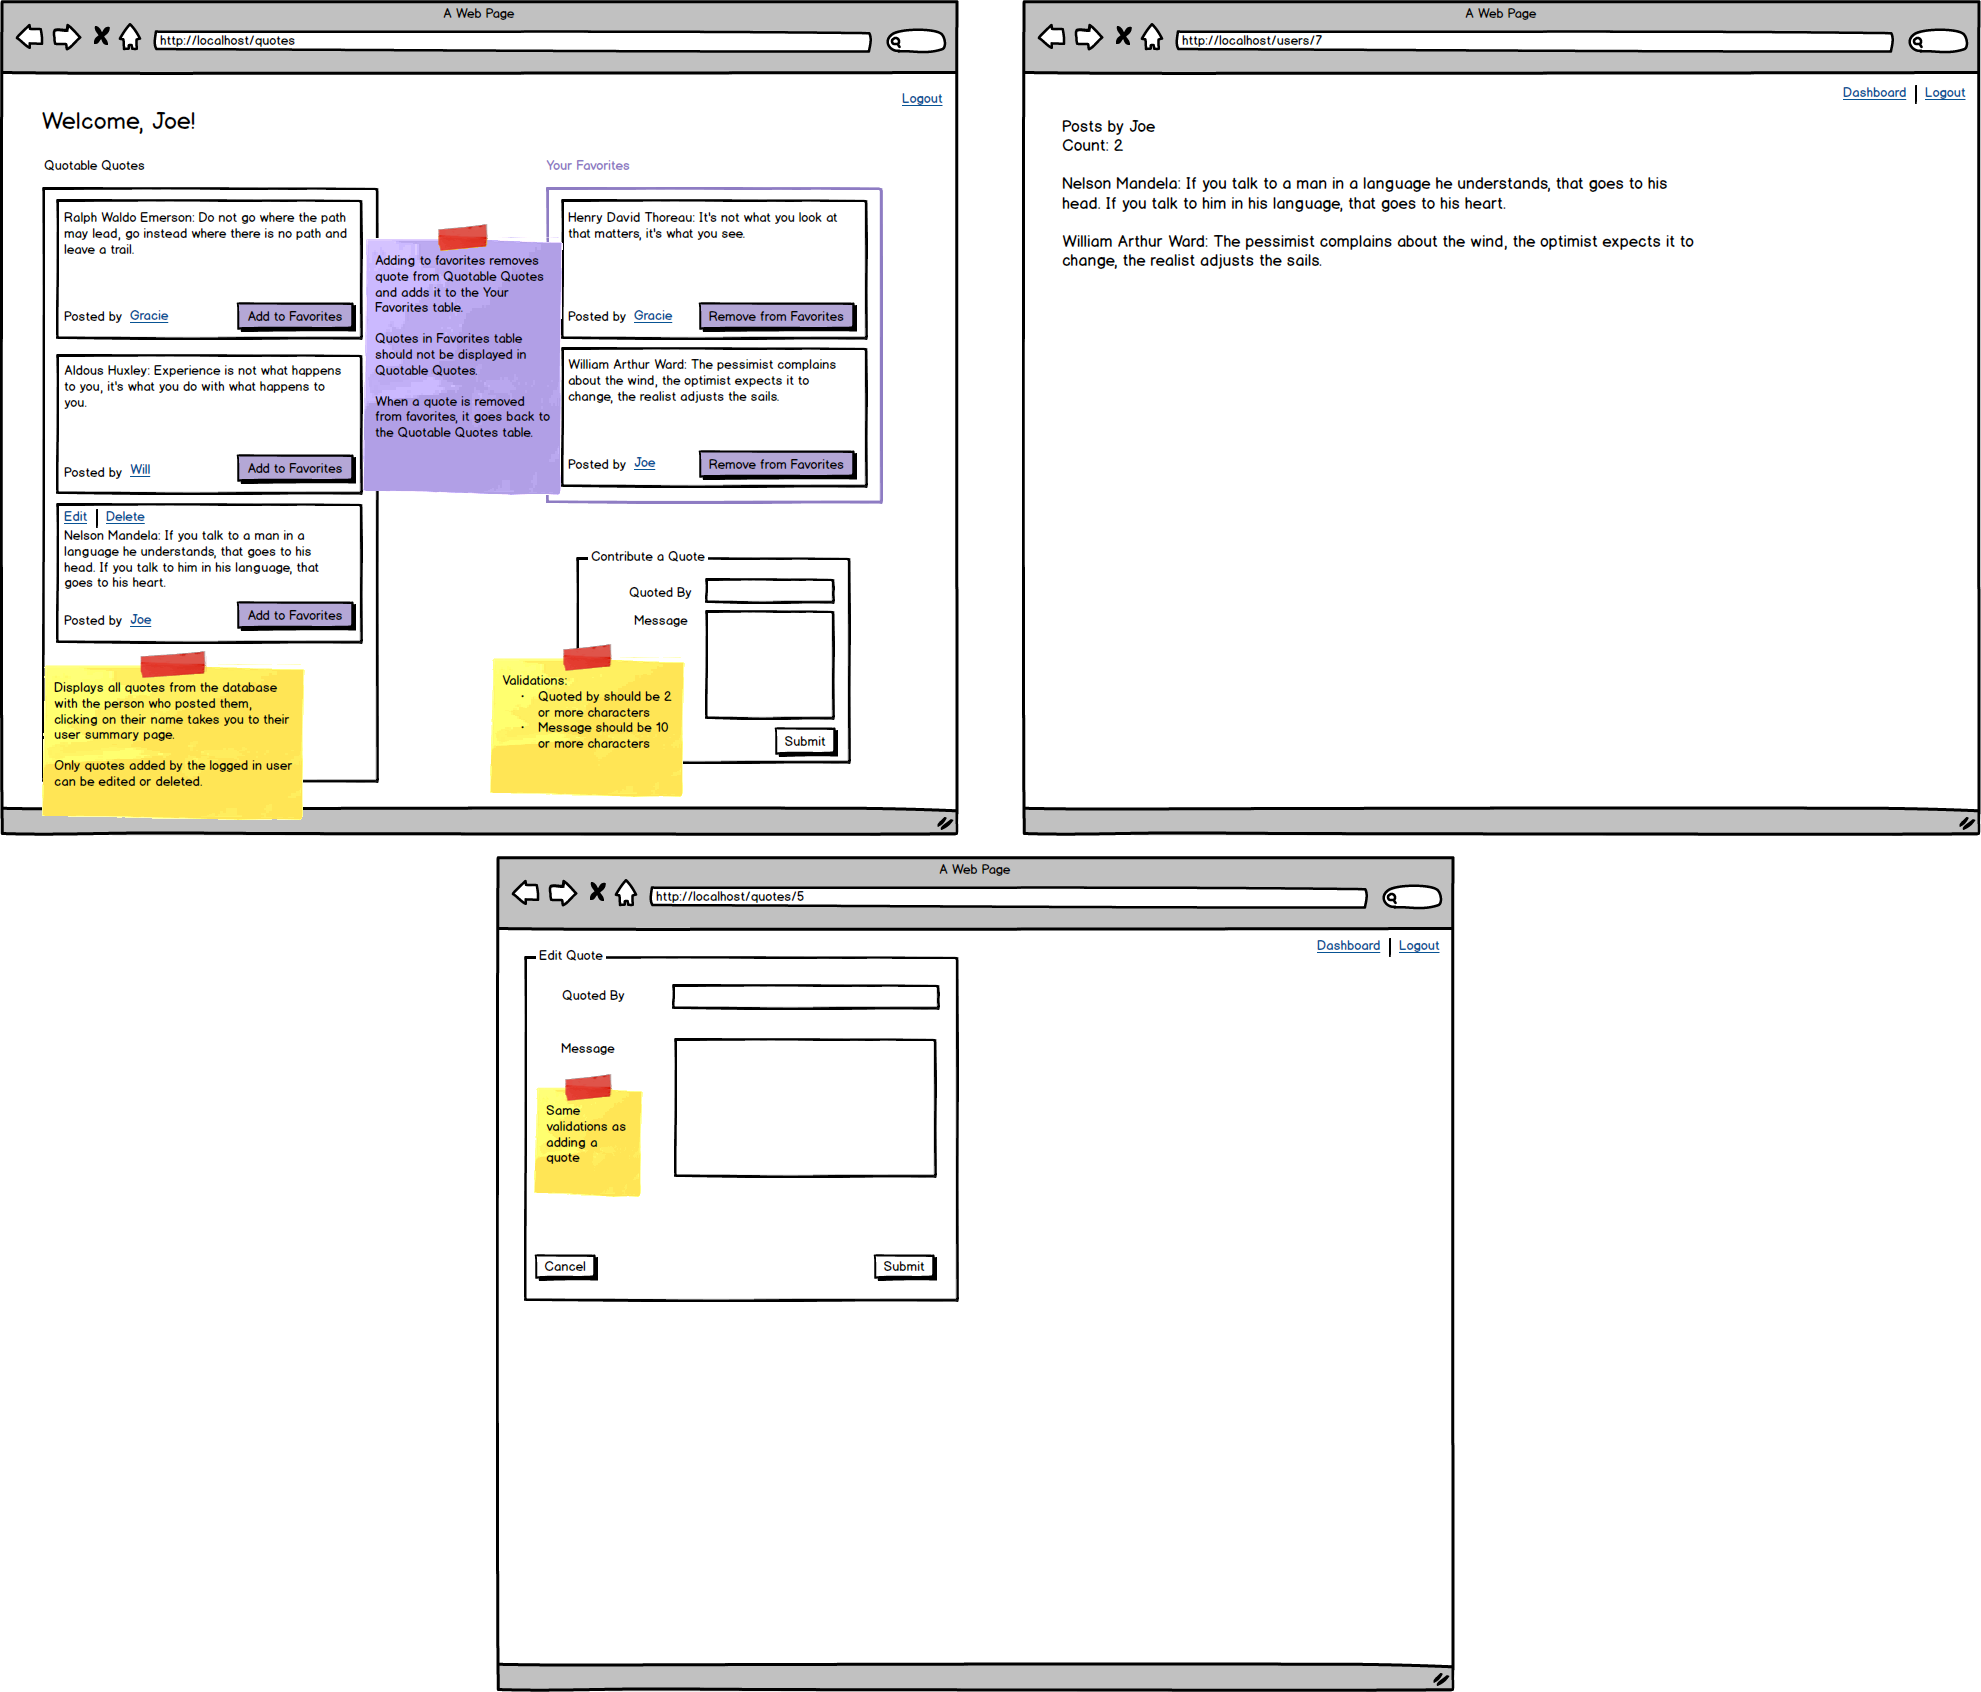 A Web Page
http://localhost/quotes
Logout
Welcome, Joe!
Quotable Quotes
Ralph Waldo Emerson: Do not go where the path
may lead, go instead where there is no path and
leave a trail.
Posted by Gracie
Add to Favorites
Aldous Huxley: Experience is not what happens
to you, it's what you do with what happens to
you.
Posted by Will
Add to Favorites
Edit | Delete
Nelson Mandela: If you talk to a man in a
language he understands, that goes to his
head. If you talk to him in his language, that
goes to his heart.
Posted by Joe
Add to Favorites
Displays all quotes from the database
with the person who posted them,
clicking on their name takes you to their
user summary page.
Only quotes added by the logged in user
can be edited or deleted.
Adding to favorites removes
quote from Quotable Quotes
and adds it to the Your
Favorites table.
Quotes in Favorites table
should not be displayed in
Quotable Quotes.
When a quote is removed
from favorites, it goes back to
the Quotable Quotes table.
Your Favorites
Henry David Thoreau: It's not what you look at
that matters, it's what you see.
Posted by Gracie
Remove from Favorites
William Arthur Ward: The pessimist complains
about the wind, the optimist expects it to
change, the realist adjusts the sails.
Posted by Joe
Remove from Favorites
Contribute a Quote
Quoted By
Message
Submit
Validations:
· Quoted by should be 2
or more characters
· Message should be 10
or more characters
A Web Page
http://localhost/users/7
Dashboard | Logout
Posts by Joe
Count: 2
Nelson Mandela: If you talk to a man in a language he understands, that goes to his
head. If you talk to him in his language, that goes to his heart.
William Arthur Ward: The pessimist complains about the wind, the optimist expects it to
change, the realist adjusts the sails.
A Web Page
http://localhost/quotes/5
Dashboard | Logout
Edit Quote
Quoted By
Message
Same
validations as
adding a
quote
Cancel
Submit